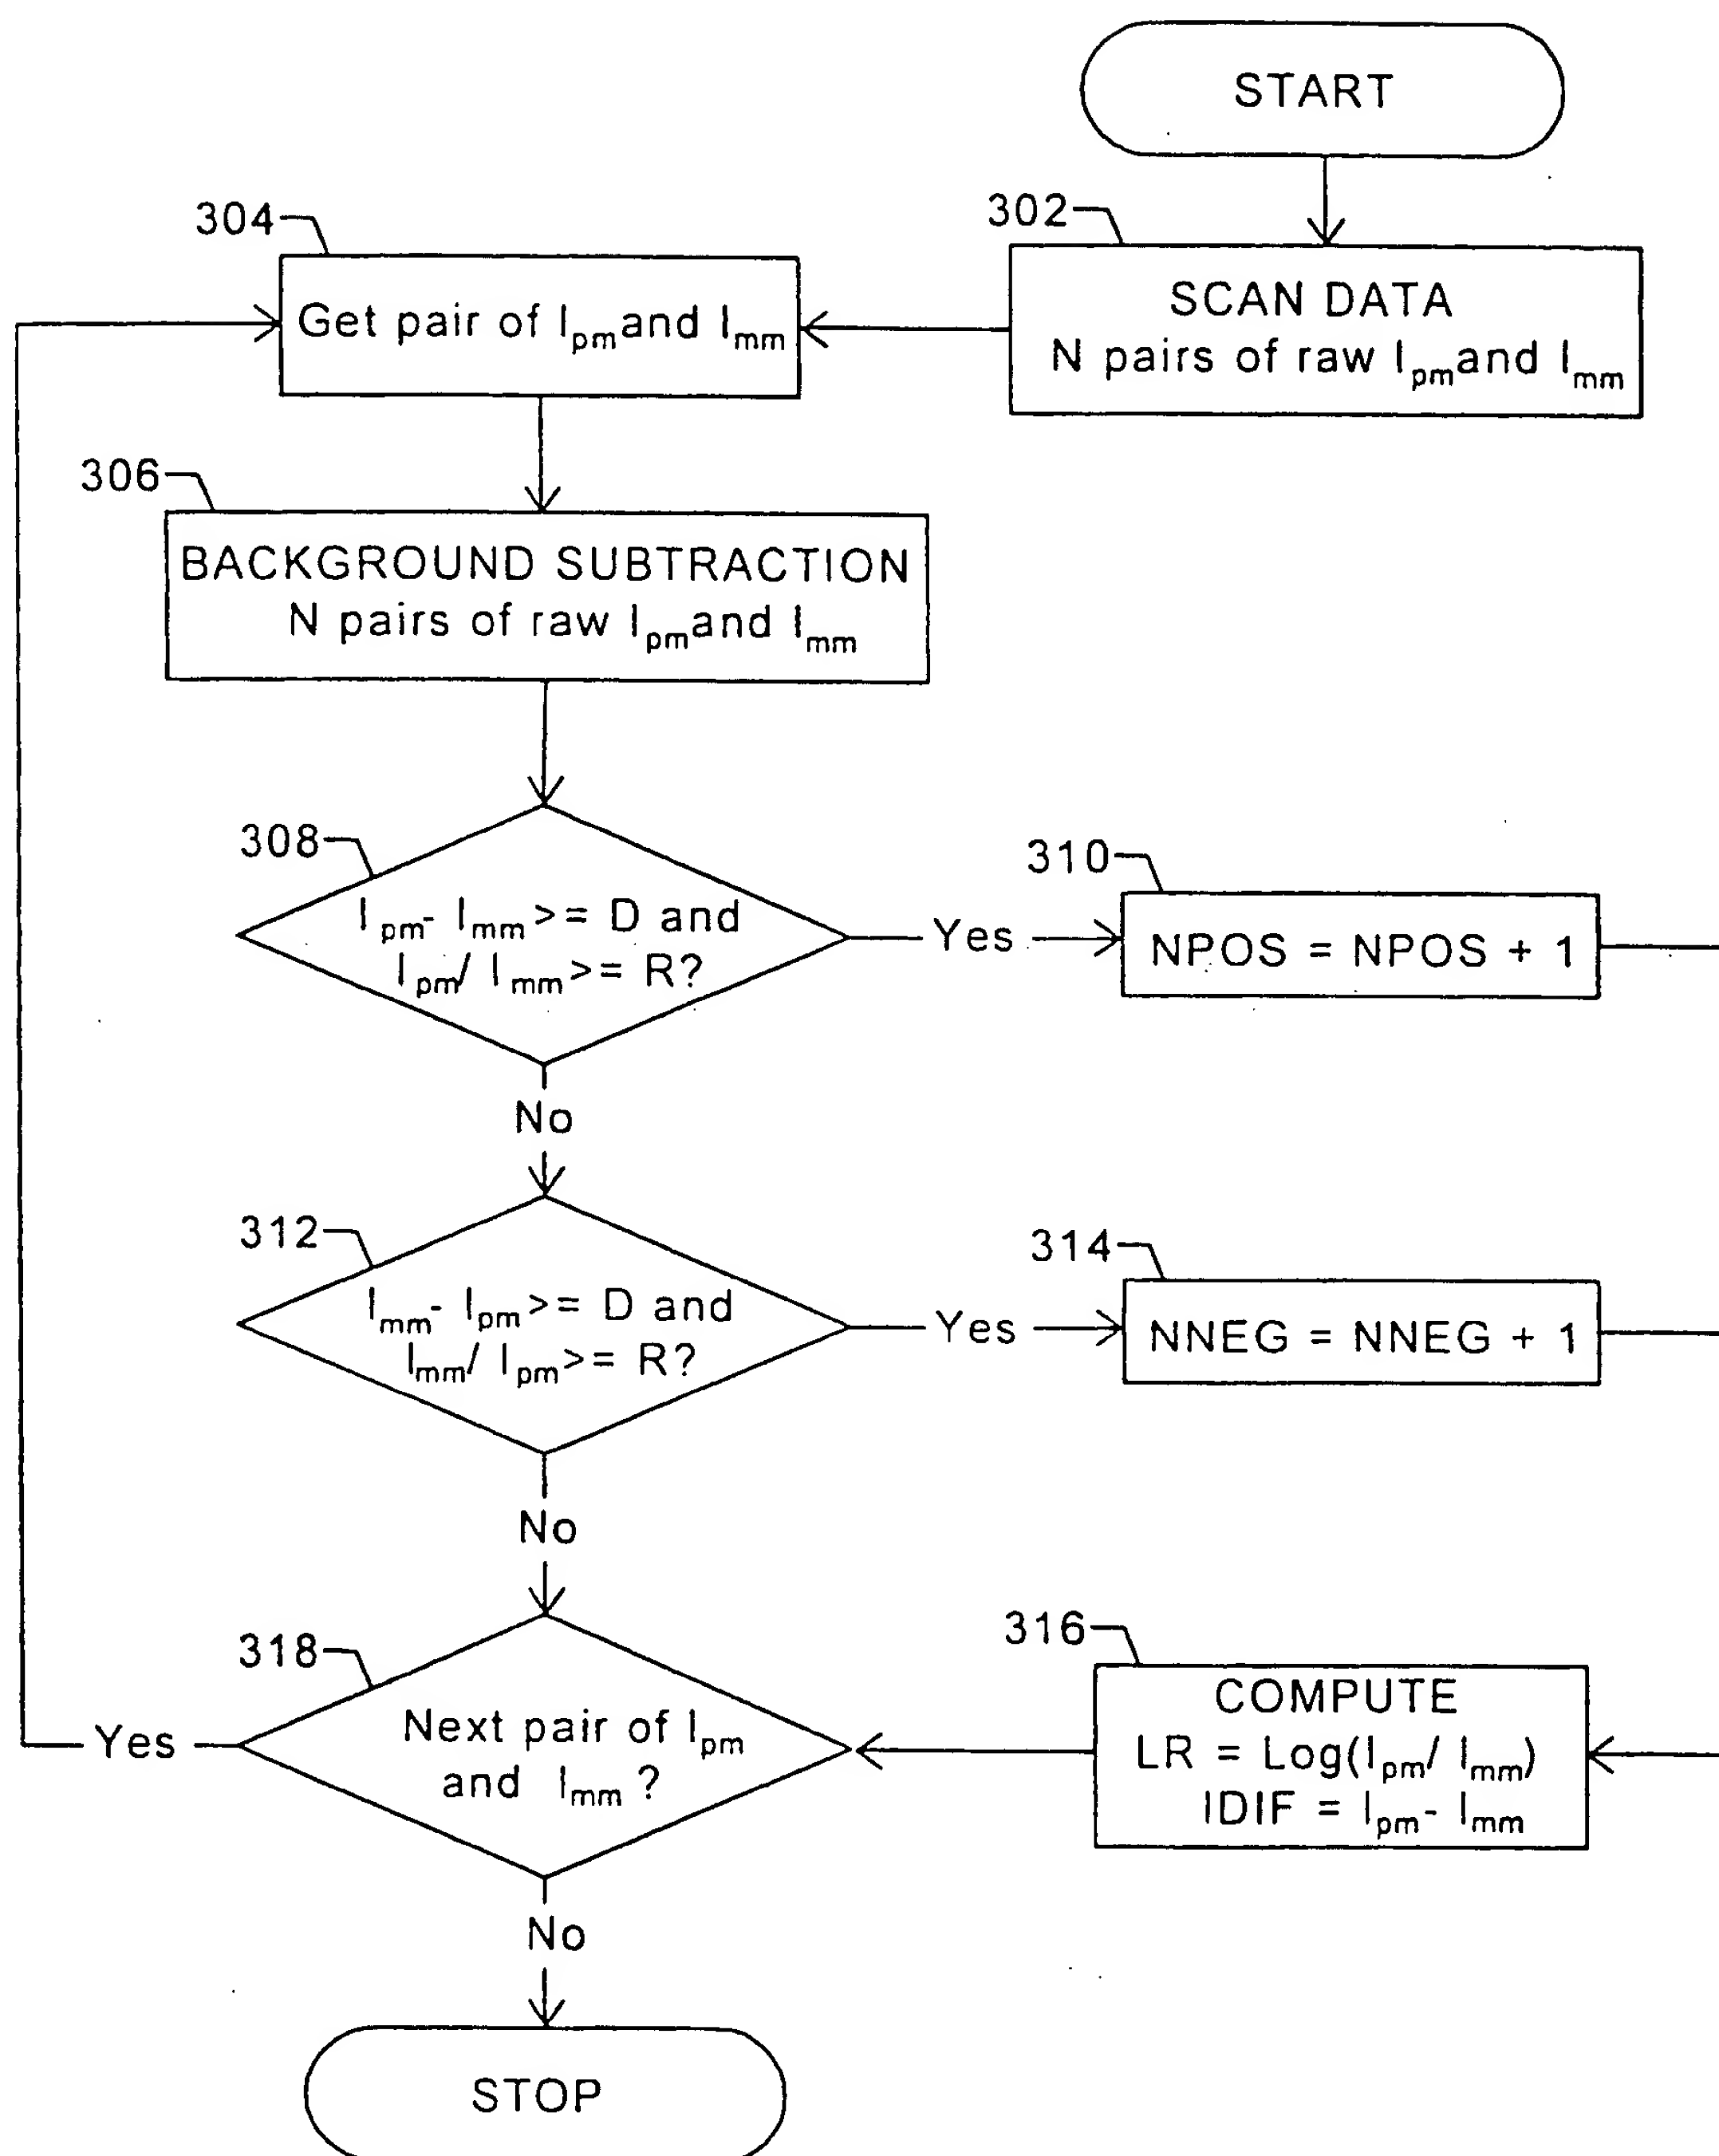 START
302
SCAN DATA
N pairs of raw Ipm and Imm
304
Get pair of Ipm and Imm
306
BACKGROUND SUBTRACTION
N pairs of raw Ipm and Imm
308
Ipm - Imm >= D and
Ipm / Imm >= R?
Yes
310
NPOS = NPOS + 1
No
312
Imm - Ipm >= D and
Imm / Ipm >= R?
Yes
314
NNEG = NNEG + 1
No
316
COMPUTE
LR = Log(Ipm / Imm)
IDIF = Ipm - Imm
318
Next pair of Ipm
and Imm ?
Yes
No
STOP